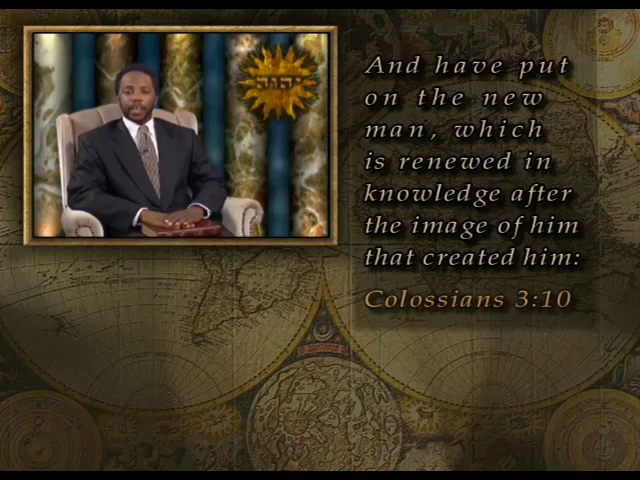 יהוה
And have put
on the new
man, which
is renewed in
knowledge after
the image of him
that created him:
Colossians 3:10